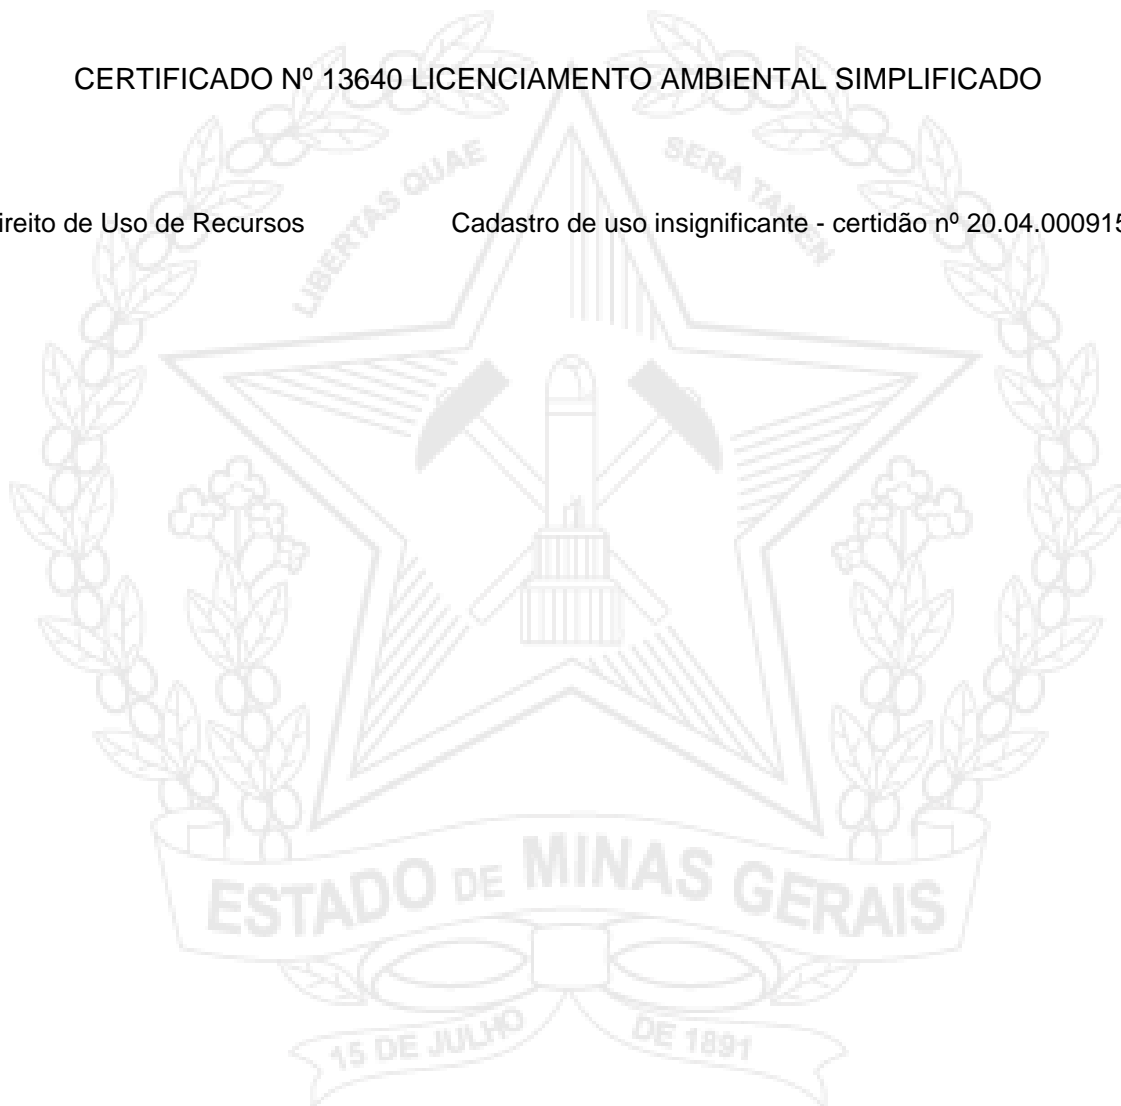 CERTIFICADO Nº 13640 LICENCIAMENTO AMBIENTAL SIMPLIFICADO
LIBERTAS QUAE SERA TAMEN
ireito de Uso de Recursos Cadastro de uso insignificante - certidão nº 20.04.000915
ESTADO DE MINAS GERAIS
15 DE JULHO DE 1891